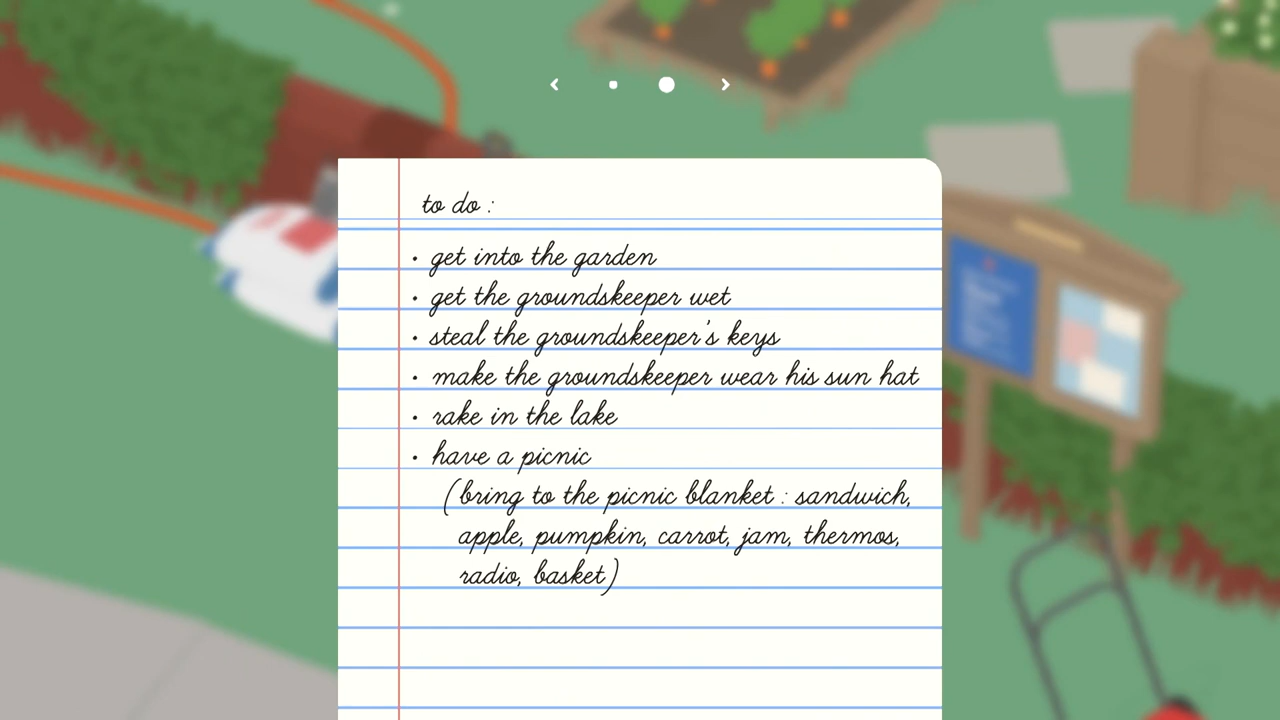 to do :
• get into the garden
• get the groundskeeper wet
• steal the groundskeeper's keys
• make the groundskeeper wear his sun hat
• rake in the lake
• have a picnic
(bring to the picnic blanket : sandwich,
apple, pumpkin, carrot, jam, thermos,
radio, basket)